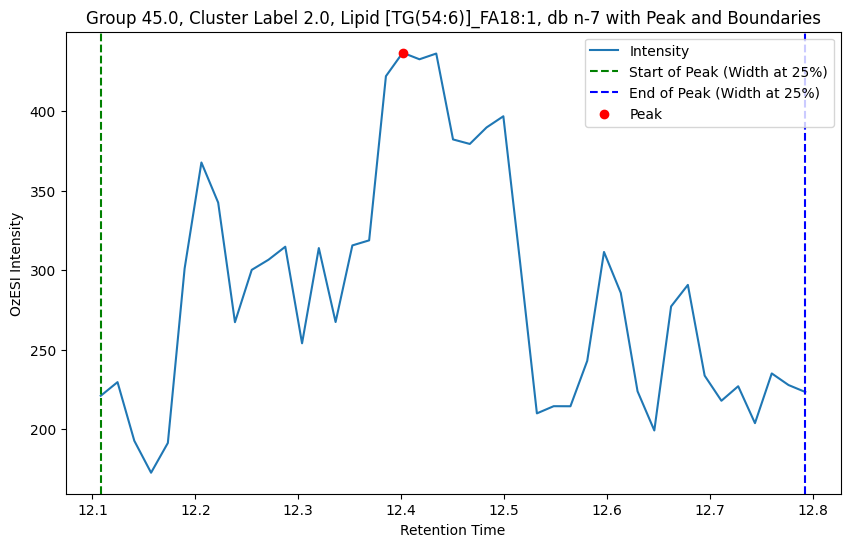 Group 45.0, Cluster Label 2.0, Lipid [TG(54:6)]_FA18:1, db n-7 with Peak and Boundaries
Intensity
Start of Peak (Width at 25%)
End of Peak (Width at 25%)
Peak
400
350
300
250
200
OzESI Intensity
12.1 12.2 12.3 12.4 12.5 12.6 12.7 12.8
Retention Time